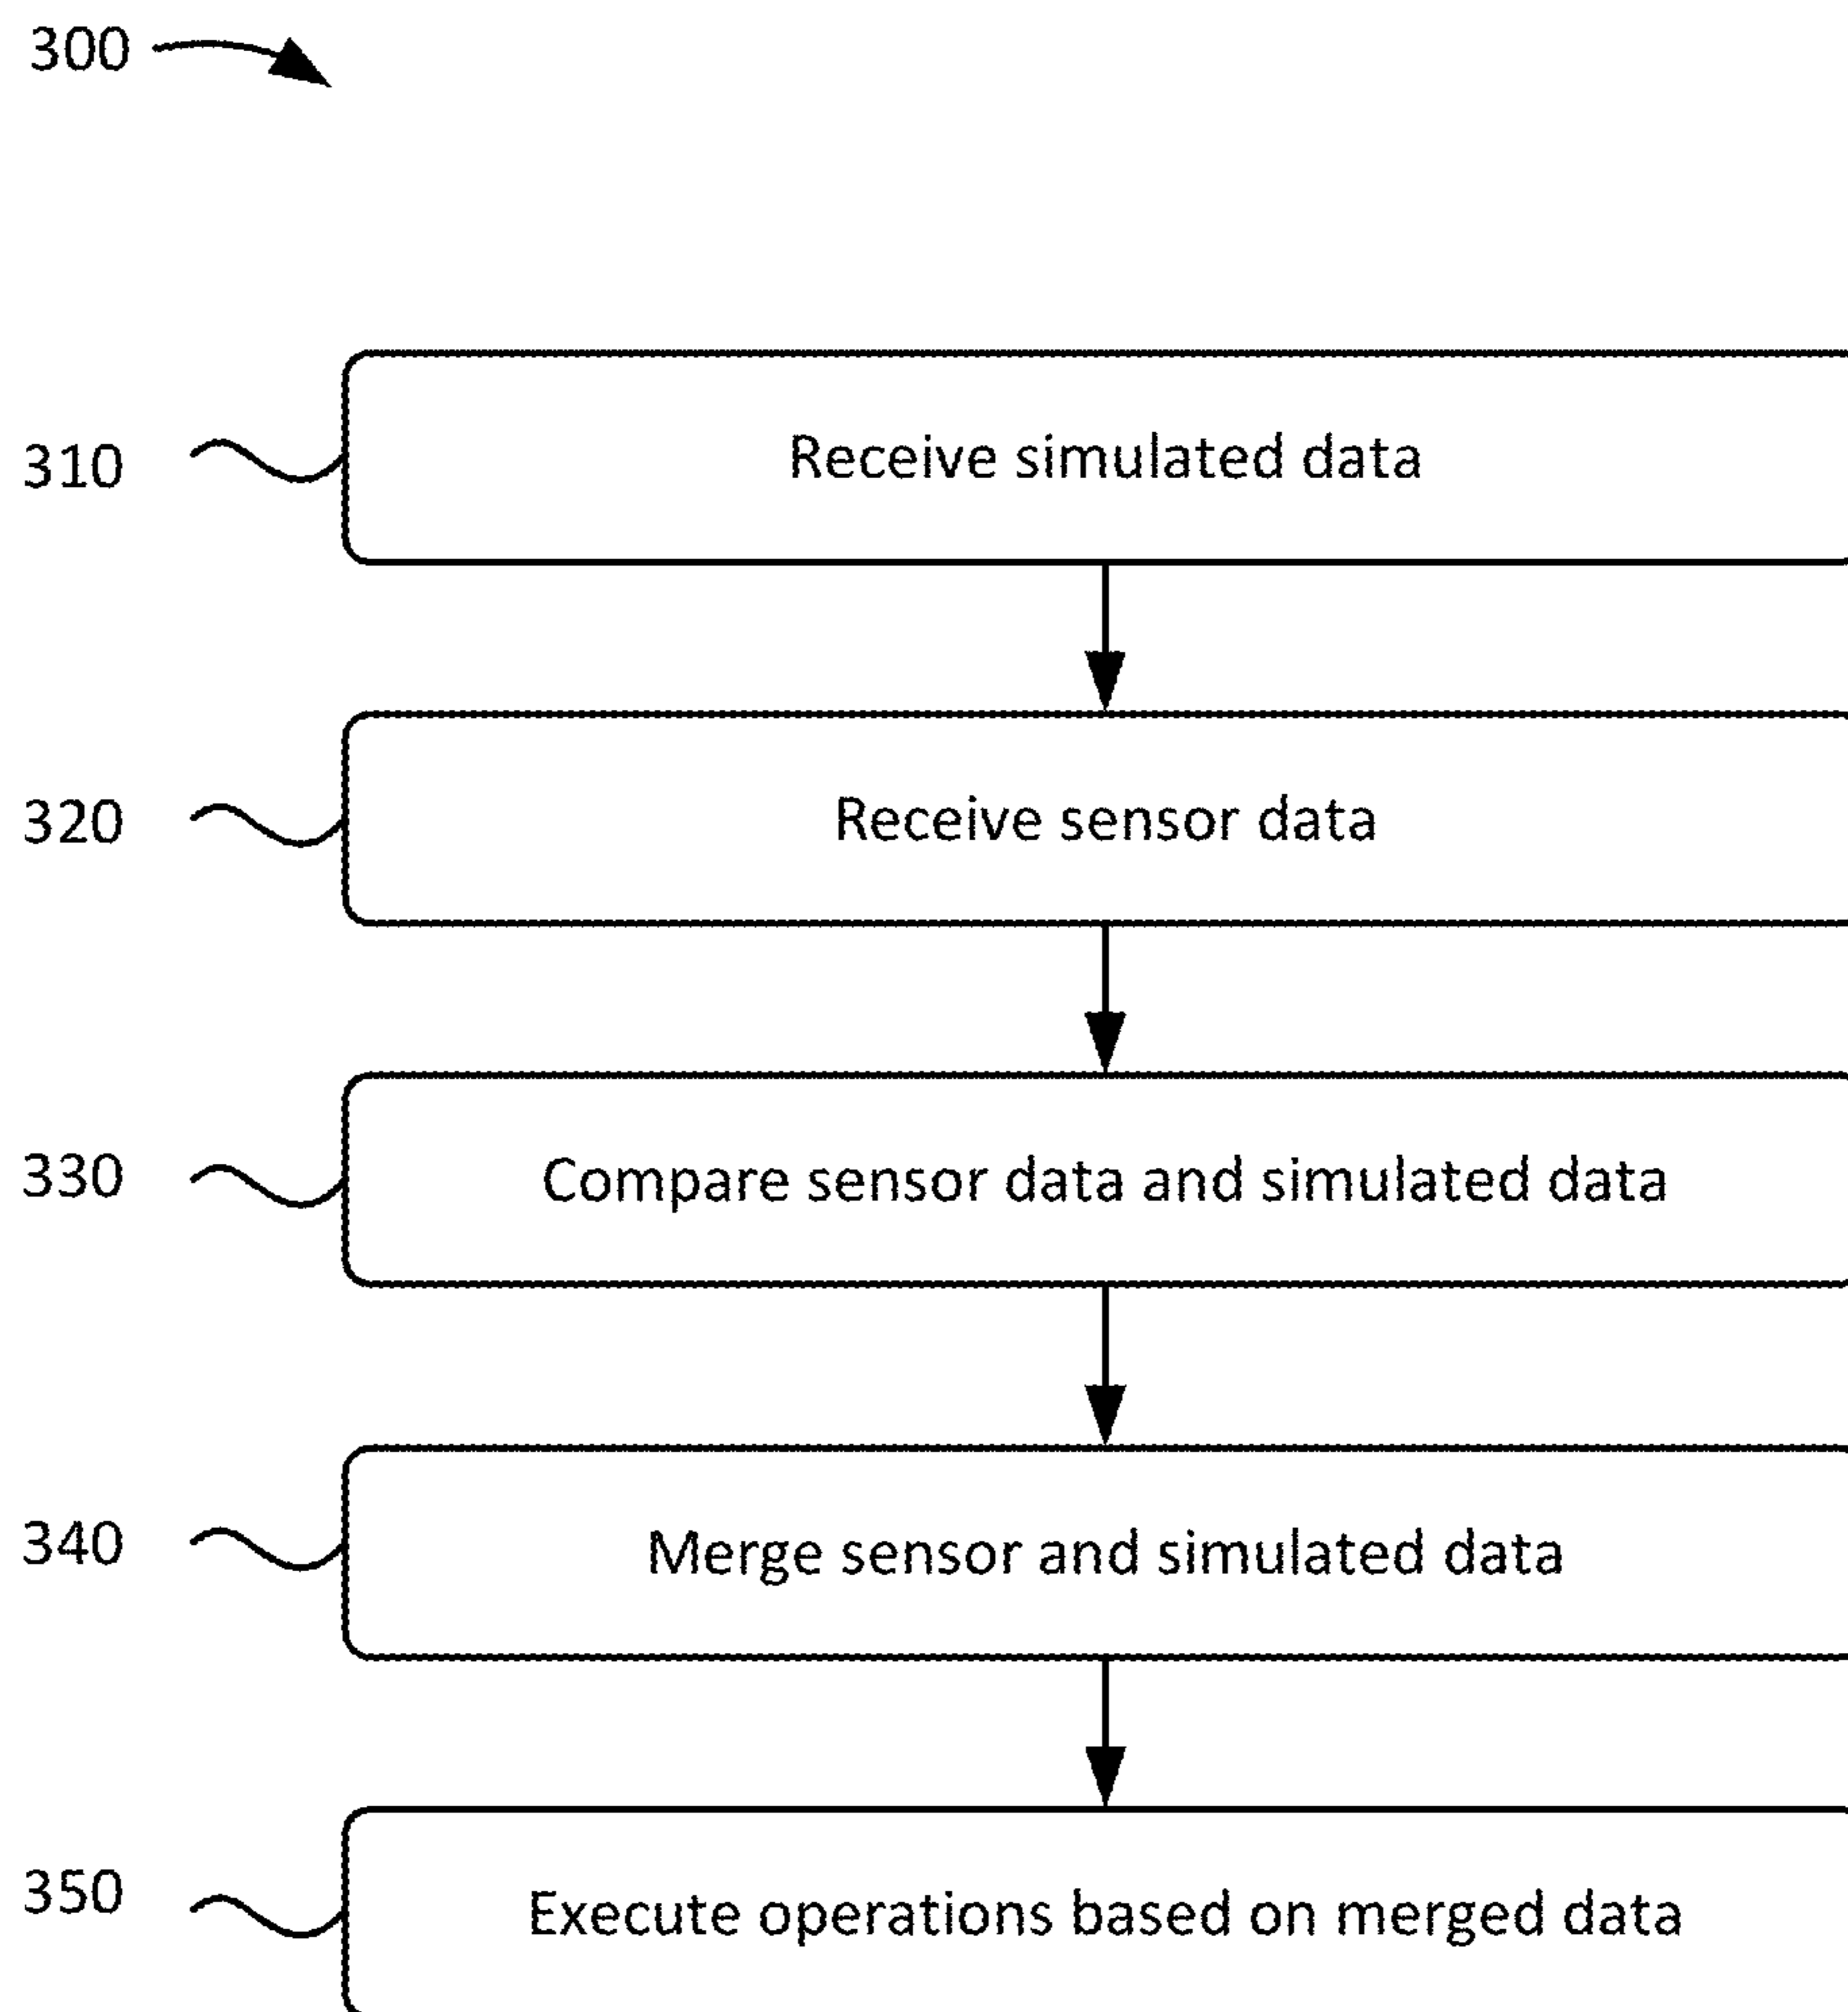 300
310 Receive simulated data
320 Receive sensor data
330 Compare sensor data and simulated data
340 Merge sensor and simulated data
350 Execute operations based on merged data